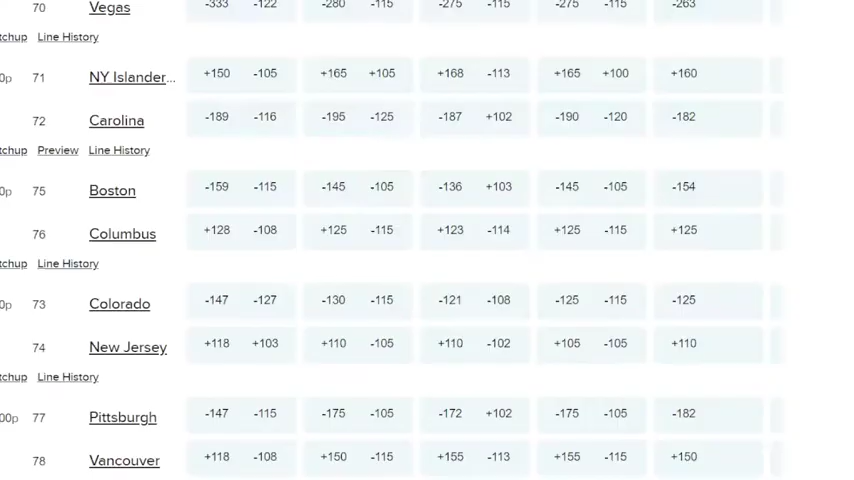 70 Vegas -333 -122 -280 -115 -275 -115 -275 -115 -263
tchup Line History
0p 71 NY Islander... +150 -105 +165 +105 +168 -113 +165 +100 +160
72 Carolina -189 -116 -195 -125 -187 +102 -190 -120 -182
tchup Preview Line History
0p 75 Boston -159 -115 -145 -105 -136 +103 -145 -105 -154
76 Columbus +128 -108 +125 -115 +123 -114 +125 -115 +125
tchup Line History
0p 73 Colorado -147 -127 -130 -115 -121 -108 -125 -115 -125
74 New Jersey +118 +103 +110 -105 +110 -102 +105 -105 +110
tchup Line History
00p 77 Pittsburgh -147 -115 -175 -105 -172 +102 -175 -105 -182
78 Vancouver +118 -108 +150 -115 +155 -113 +155 -115 +150